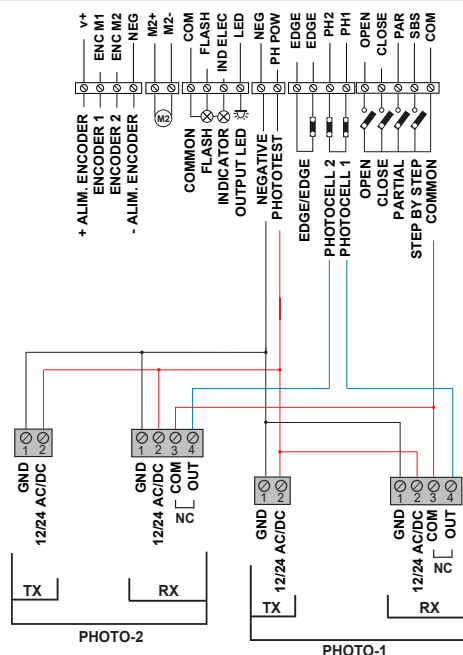 v+
ENC M1
ENC M2
NEG
M2+
M2-
COM
FLASH
IND ELEC
LED
NEG
PH POW
EDGE
EDGE
PH2
PH1
OPEN
CLOSE
PAR
SBS
COM
M2
+ ALIM. ENCODER
ENCODER 1
ENCODER 2
- ALIM. ENCODER
COMMON
FLASH
INDICATOR
OUTPUT LED
NEGATIVE
PHOTOTEST
EDGE/EDGE
PHOTOCELL 2
PHOTOCELL 1
OPEN
CLOSE
PARTIAL
STEP BY STEP
COMMON
1 2
GND
12/24 AC/DC
1 2 3 4
GND
12/24 AC/DC
COM
OUT
NC
TX
RX
PHOTO-2
1 2
GND
12/24 AC/DC
1 2 3 4
GND
12/24 AC/DC
COM
OUT
NC
TX
RX
PHOTO-1